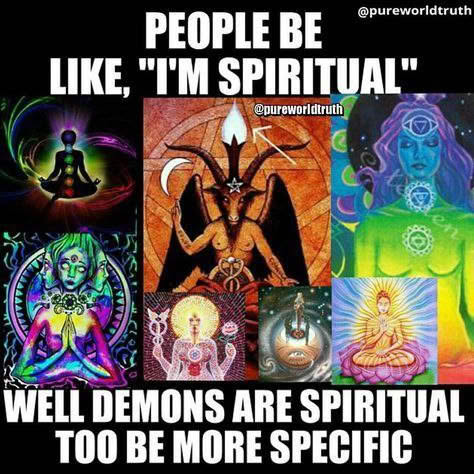 @pureworldtruth
PEOPLE BE
LIKE, "I'M SPIRITUAL"
@pureworldtruth
WELL DEMONS ARE SPIRITUAL
TOO BE MORE SPECIFIC